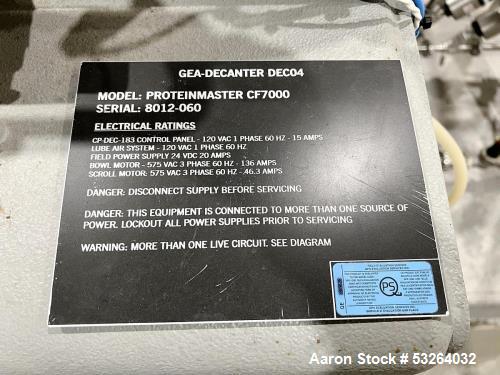 GEA-DECANTER DEC04
MODEL: PROTEINMASTER CF7000
SERIAL: 8012-060
ELECTRICAL RATINGS
CP-DEC-183 CONTROL PANEL - 120 VAC 1 PHASE 60 HZ - 15 AMPS
LUBE AIR SYSTEM - 120 VAC 1 PHASE 60 HZ
FIELD POWER SUPPLY 24 VDC 20 AMPS
BOWL MOTOR - 575 VAC 3 PHASE 60 HZ - 136 AMPS
SCROLL MOTOR: 575 VAC 3 PHASE 60 HZ - 46.3 AMPS
DANGER: DISCONNECT SUPPLY BEFORE SERVICING
DANGER: THIS EQUIPMENT IS CONNECTED TO MORE THAN ONE SOURCE OF
POWER. LOCKOUT ALL POWER SUPPLIES PRIOR TO SERVICING
WARNING: MORE THAN ONE LIVE CIRCUIT. SEE DIAGRAM
PS
Aaron Stock # 53264032